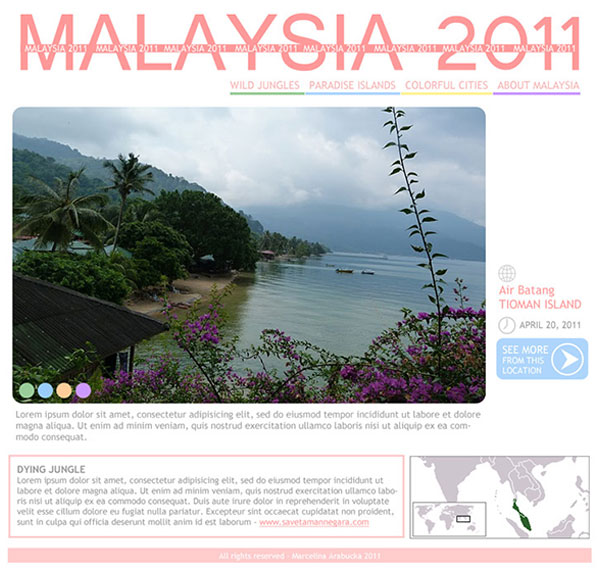 MALAYSIA 2011
MALAYSIA 2011 MALAYSIA 2011 MALAYSIA 2011 MALAYSIA 2011 MALAYSIA 2011 MALAYSIA 2011 MALAYSIA 2011 MALAYSIA 2011
WILD JUNGLES PARADISE ISLANDS COLORFUL CITIES ABOUT MALAYSIA
Air Batang
TIOMAN ISLAND
APRIL 20, 2011
SEE MORE
FROM THIS
LOCATION
Lorem ipsum dolor sit amet, consectetur adipisicing elit, sed do eiusmod tempor incididunt ut labore et dolore
magna aliqua. Ut enim ad minim veniam, quis nostrud exercitation ullamco laboris nisi ut aliquip ex ea com-
modo consequat.
DYING JUNGLE
Lorem ipsum dolor sit amet, consectetur adipisicing elit, sed do eiusmod tempor incididunt ut labore
et dolore magna aliqua. Ut enim ad minim veniam, quis nostrud exercitation ullamco labo-
ris nisi ut aliquip ex ea commodo consequat. Duis aute irure dolor in reprehenderit in voluptate
velit esse cillum dolore eu fugiat nulla pariatur. Excepteur sint occaecat cupidatat non proident,
sunt in culpa qui officia deserunt mollit anim id est laborum - www.savetamannegara.com
All rights reserved - Marcelina Arabucka 2011